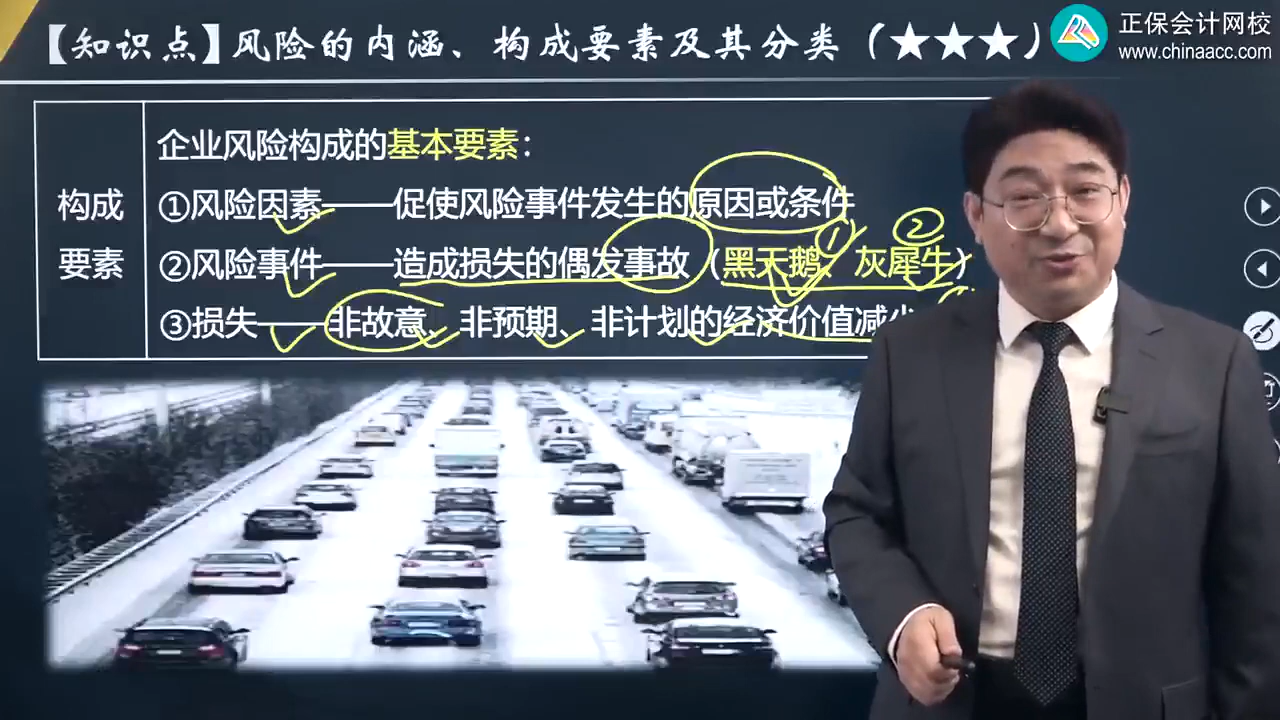 【知识点】风险的内涵、构成要素及其分类（★★★）
正保会计网校
www.chinaacc.com
构成
要素
企业风险构成的基本要素：
①风险因素——促使风险事件发生的原因或条件
②风险事件——造成损失的偶发事故（黑天鹅、灰犀牛）
① ②
③损失——非故意、非预期、非计划的经济价值减少